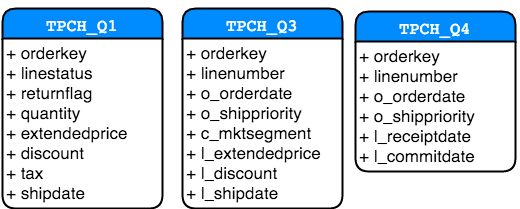 TPCH_Q1
+ orderkey
+ linestatus
+ returnflag
+ quantity
+ extendedprice
+ discount
+ tax
+ shipdate
TPCH_Q3
+ orderkey
+ linenumber
+ o_orderdate
+ o_shippriority
+ c_mktsegment
+ l_extendedprice
+ l_discount
+ l_shipdate
TPCH_Q4
+ orderkey
+ linenumber
+ o_orderdate
+ o_shippriority
+ l_receiptdate
+ l_commitdate